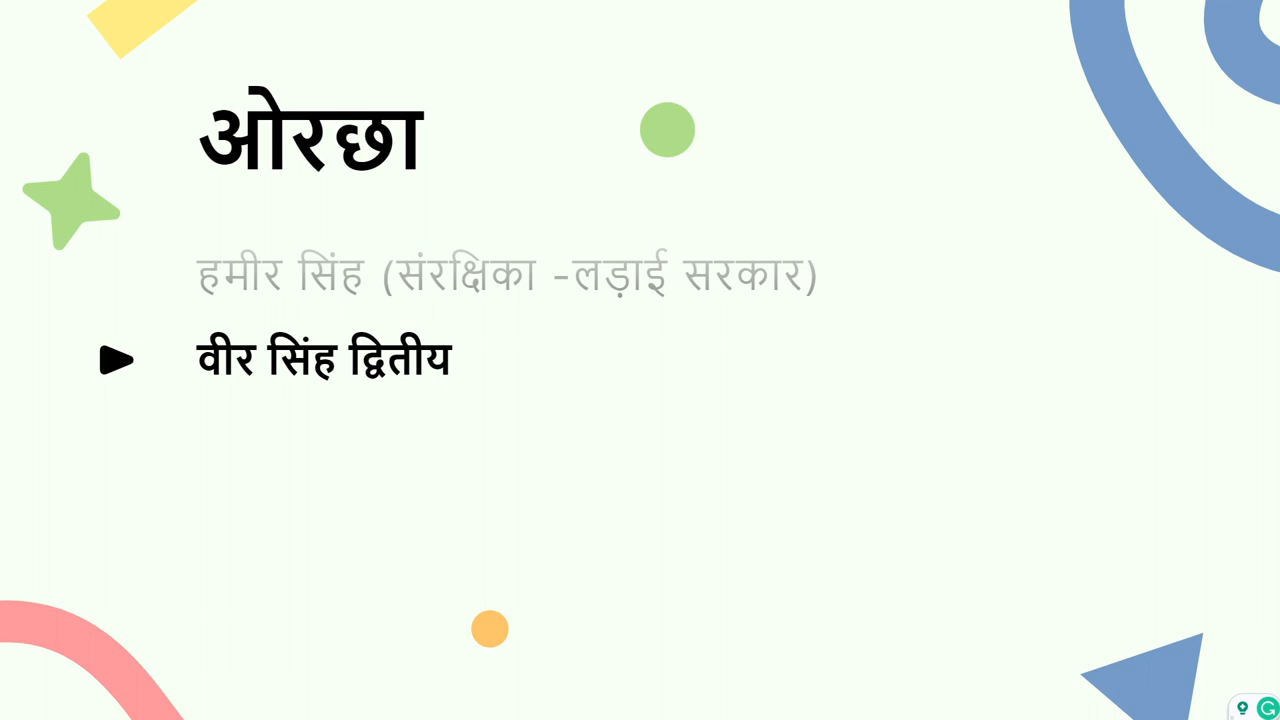 ओरछा
हमीर सिंह (संरक्षिका -लड़ाई सरकार)
वीर सिंह द्वितीय